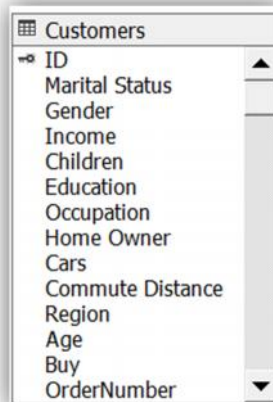 Customers
ID
Marital Status
Gender
Income
Children
Education
Occupation
Home Owner
Cars
Commute Distance
Region
Age
Buy
OrderNumber